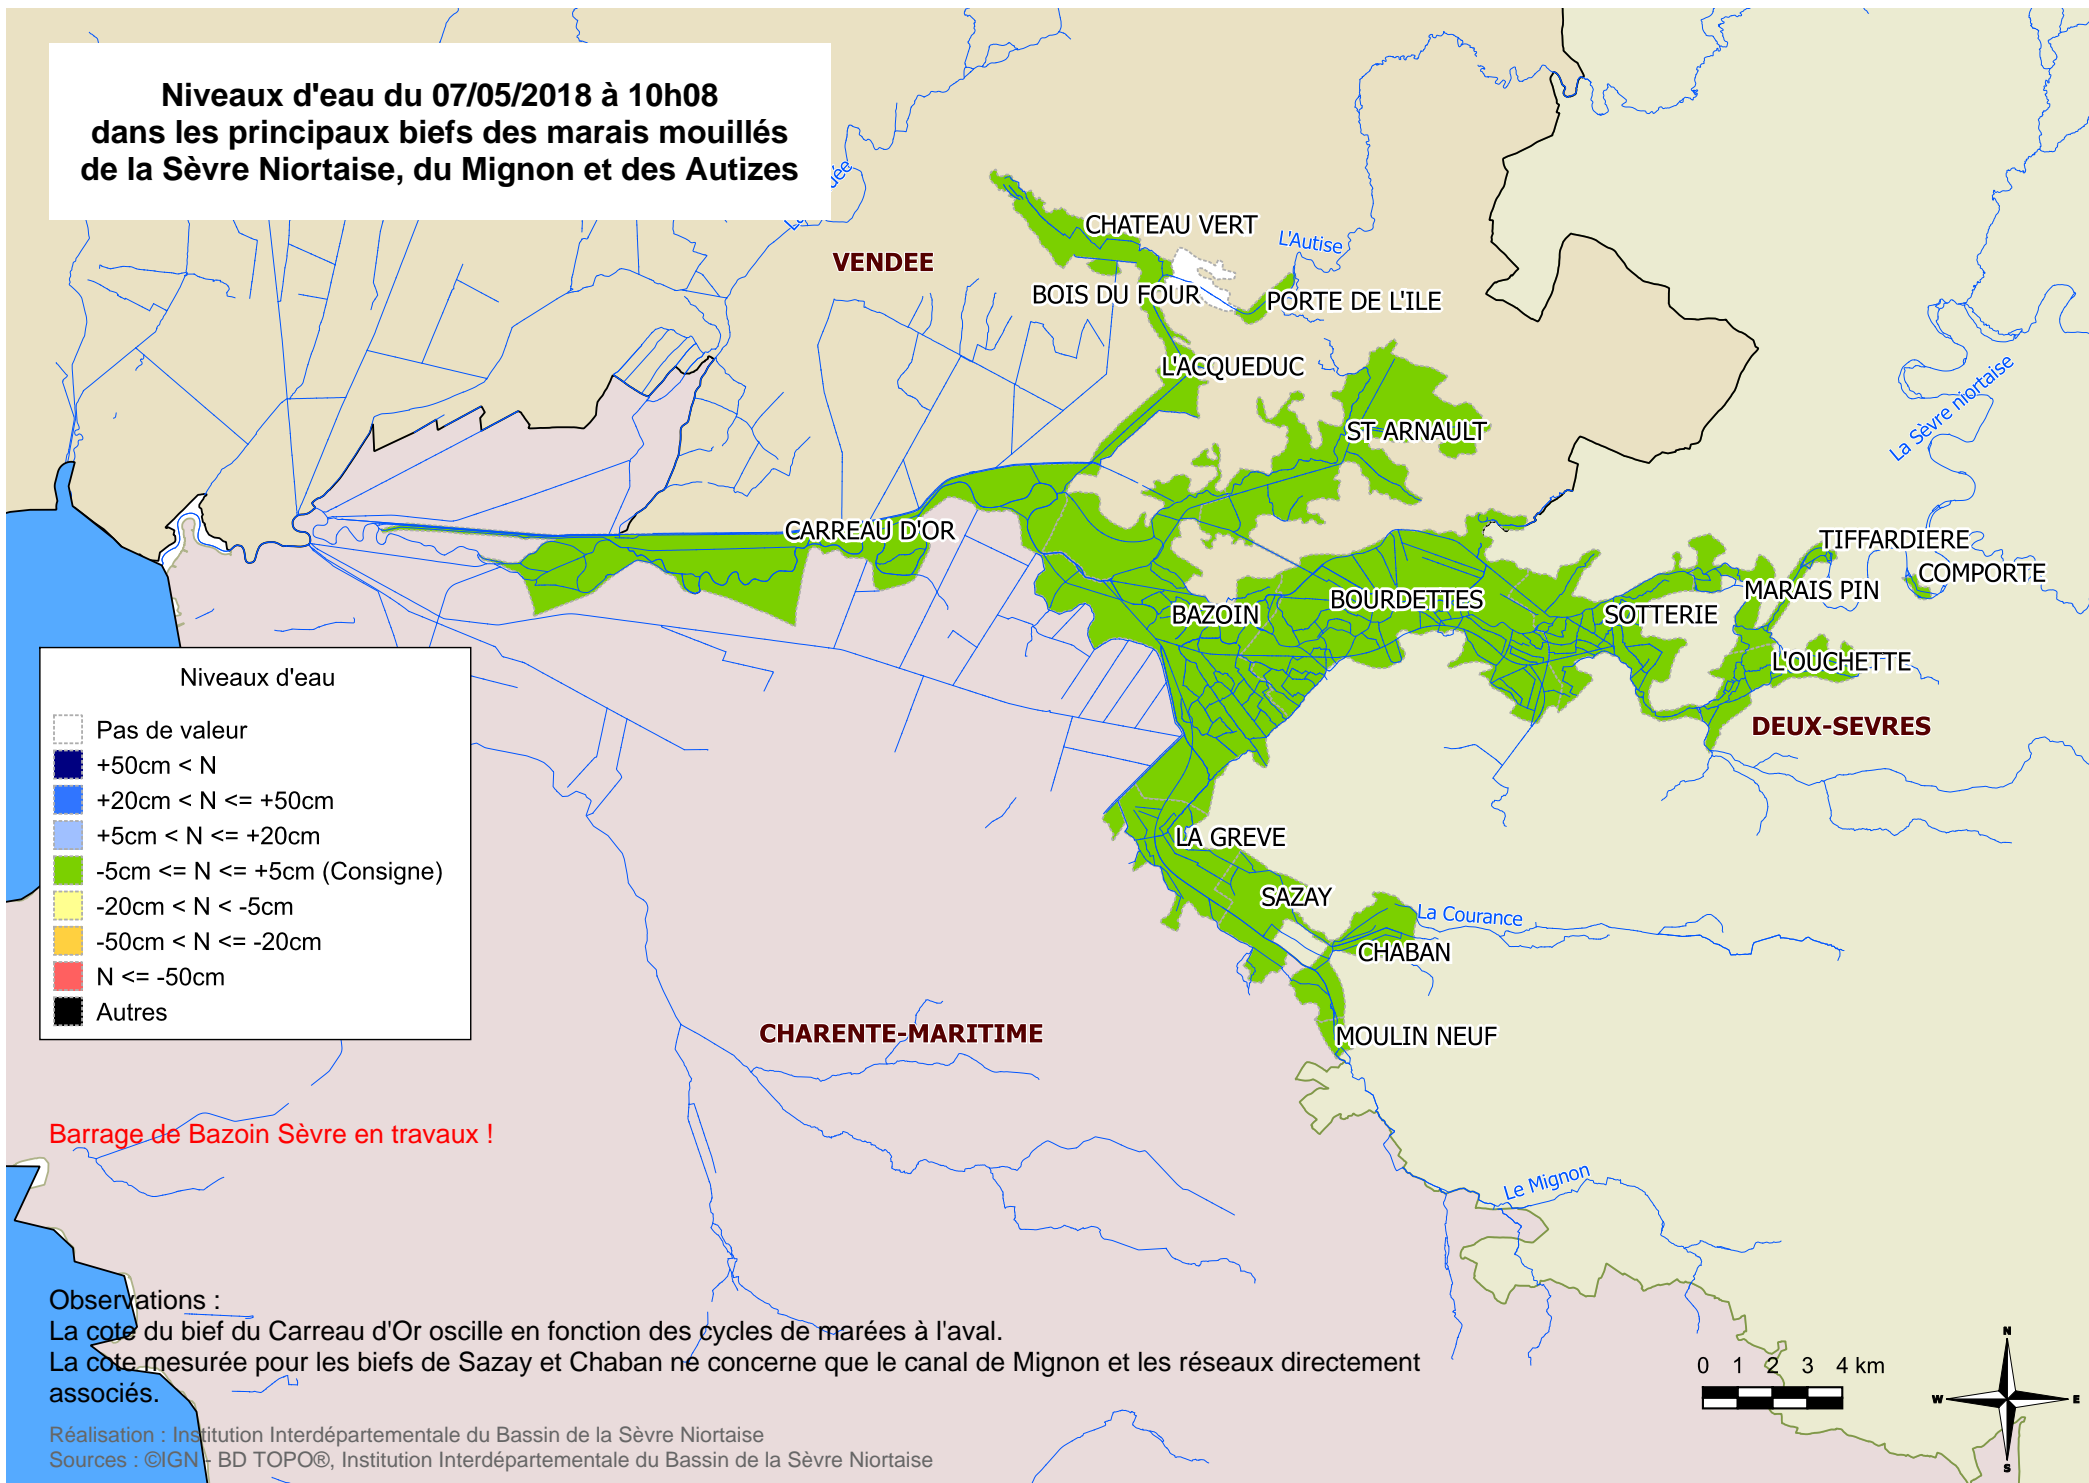 Niveaux d'eau du 07/05/2018 à 10h08
dans les principaux biefs des marais mouillés
de la Sèvre Niortaise, du Mignon et des Autizes
CHATEAU VERT
L'Autise
VENDEE
BOIS DU FOUR
PORTE DE L'ILE
L'ACQUEDUC
ST ARNAULT
La Sèvre niortaise
CARREAU D'OR
TIFFARDIERE
COMPORTE
MARAIS PIN
BOURDETTES
BAZOIN
SOTTERIE
L'OUCHETTE
DEUX-SEVRES
Niveaux d'eau
Pas de valeur
+50cm < N
+20cm < N <= +50cm
+5cm < N <= +20cm
-5cm <= N <= +5cm (Consigne)
-20cm < N < -5cm
-50cm < N <= -20cm
N <= -50cm
Autres
LA GREVE
SAZAY
La Courance
CHABAN
CHARENTE-MARITIME
MOULIN NEUF
Barrage de Bazoin Sèvre en travaux !
Le Mignon
Observations :
La cote du bief du Carreau d'Or oscille en fonction des cycles de marées à l'aval.
La cote mesurée pour les biefs de Sazay et Chaban ne concerne que le canal de Mignon et les réseaux directement
associés.
0 1 2 3 4 km
N
W E
S
Réalisation : Institution Interdépartementale du Bassin de la Sèvre Niortaise
Sources : ©IGN - BD TOPO®, Institution Interdépartementale du Bassin de la Sèvre Niortaise